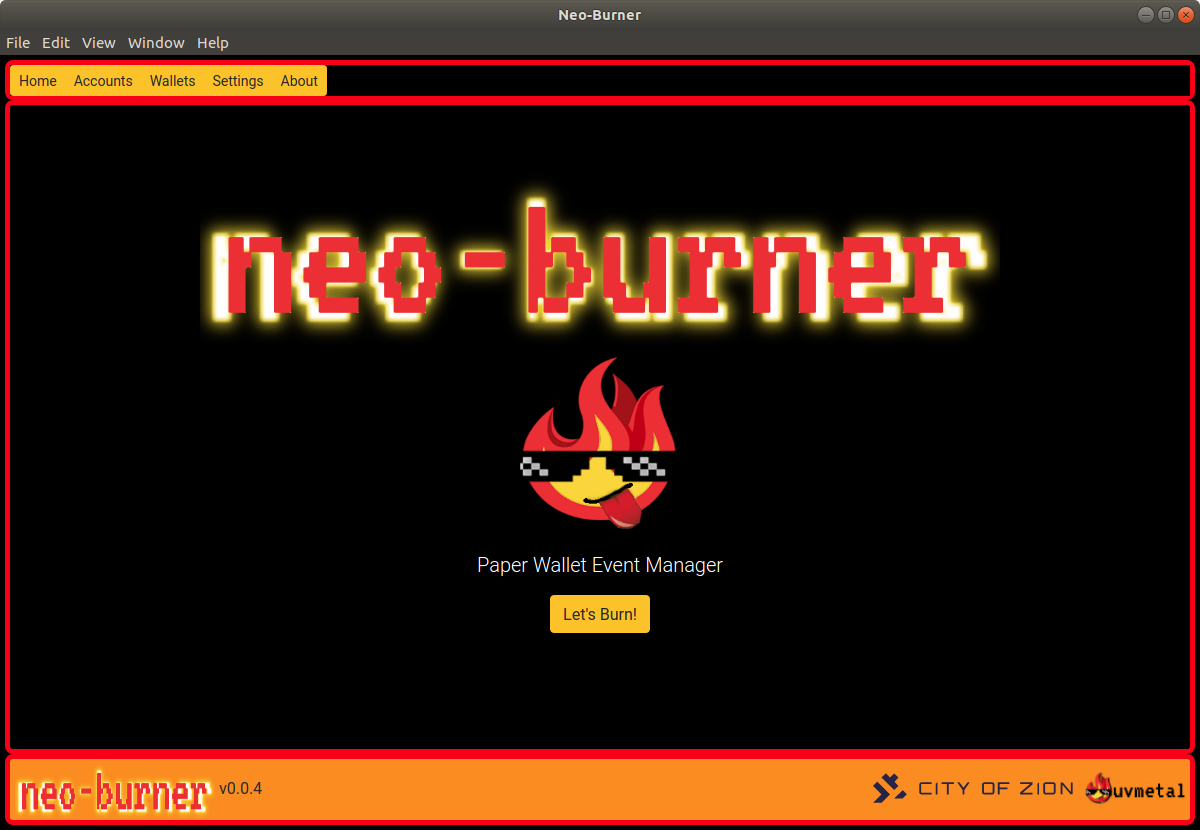 Neo-Burner
File Edit View Window Help
Home Accounts Wallets Settings About
neo-burner
Paper Wallet Event Manager
Let's Burn!
neo-burner v0.0.4 CITY OF ZION uvmetal